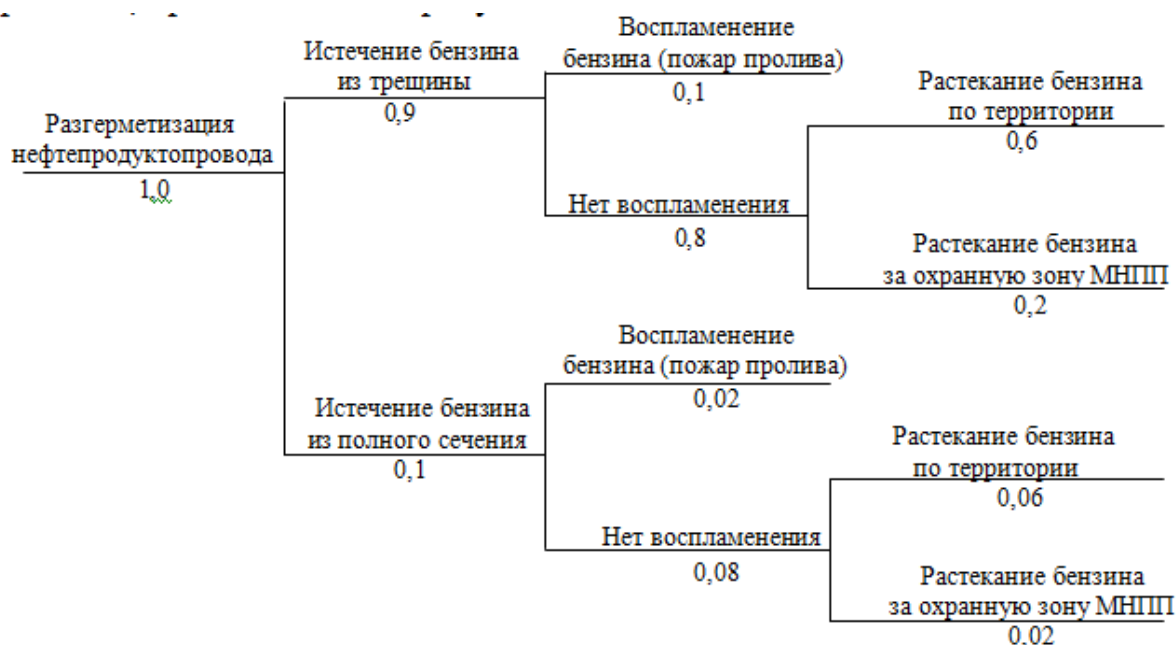 Воспламенение
бензина (пожар пролива)
0,1
Истечение бензина
из трещины
0,9
Растекание бензина
по территории
0,6
Разгерметизация
нефтепродуктопровода
1,0
Нет воспламенения
0,8
Растекание бензина
за охранную зону МНПП
0,2
Воспламенение
бензина (пожар пролива)
0,02
Истечение бензина
из полного сечения
0,1
Растекание бензина
по территории
0,06
Нет воспламенения
0,08
Растекание бензина
за охранную зону МНПП
0,02